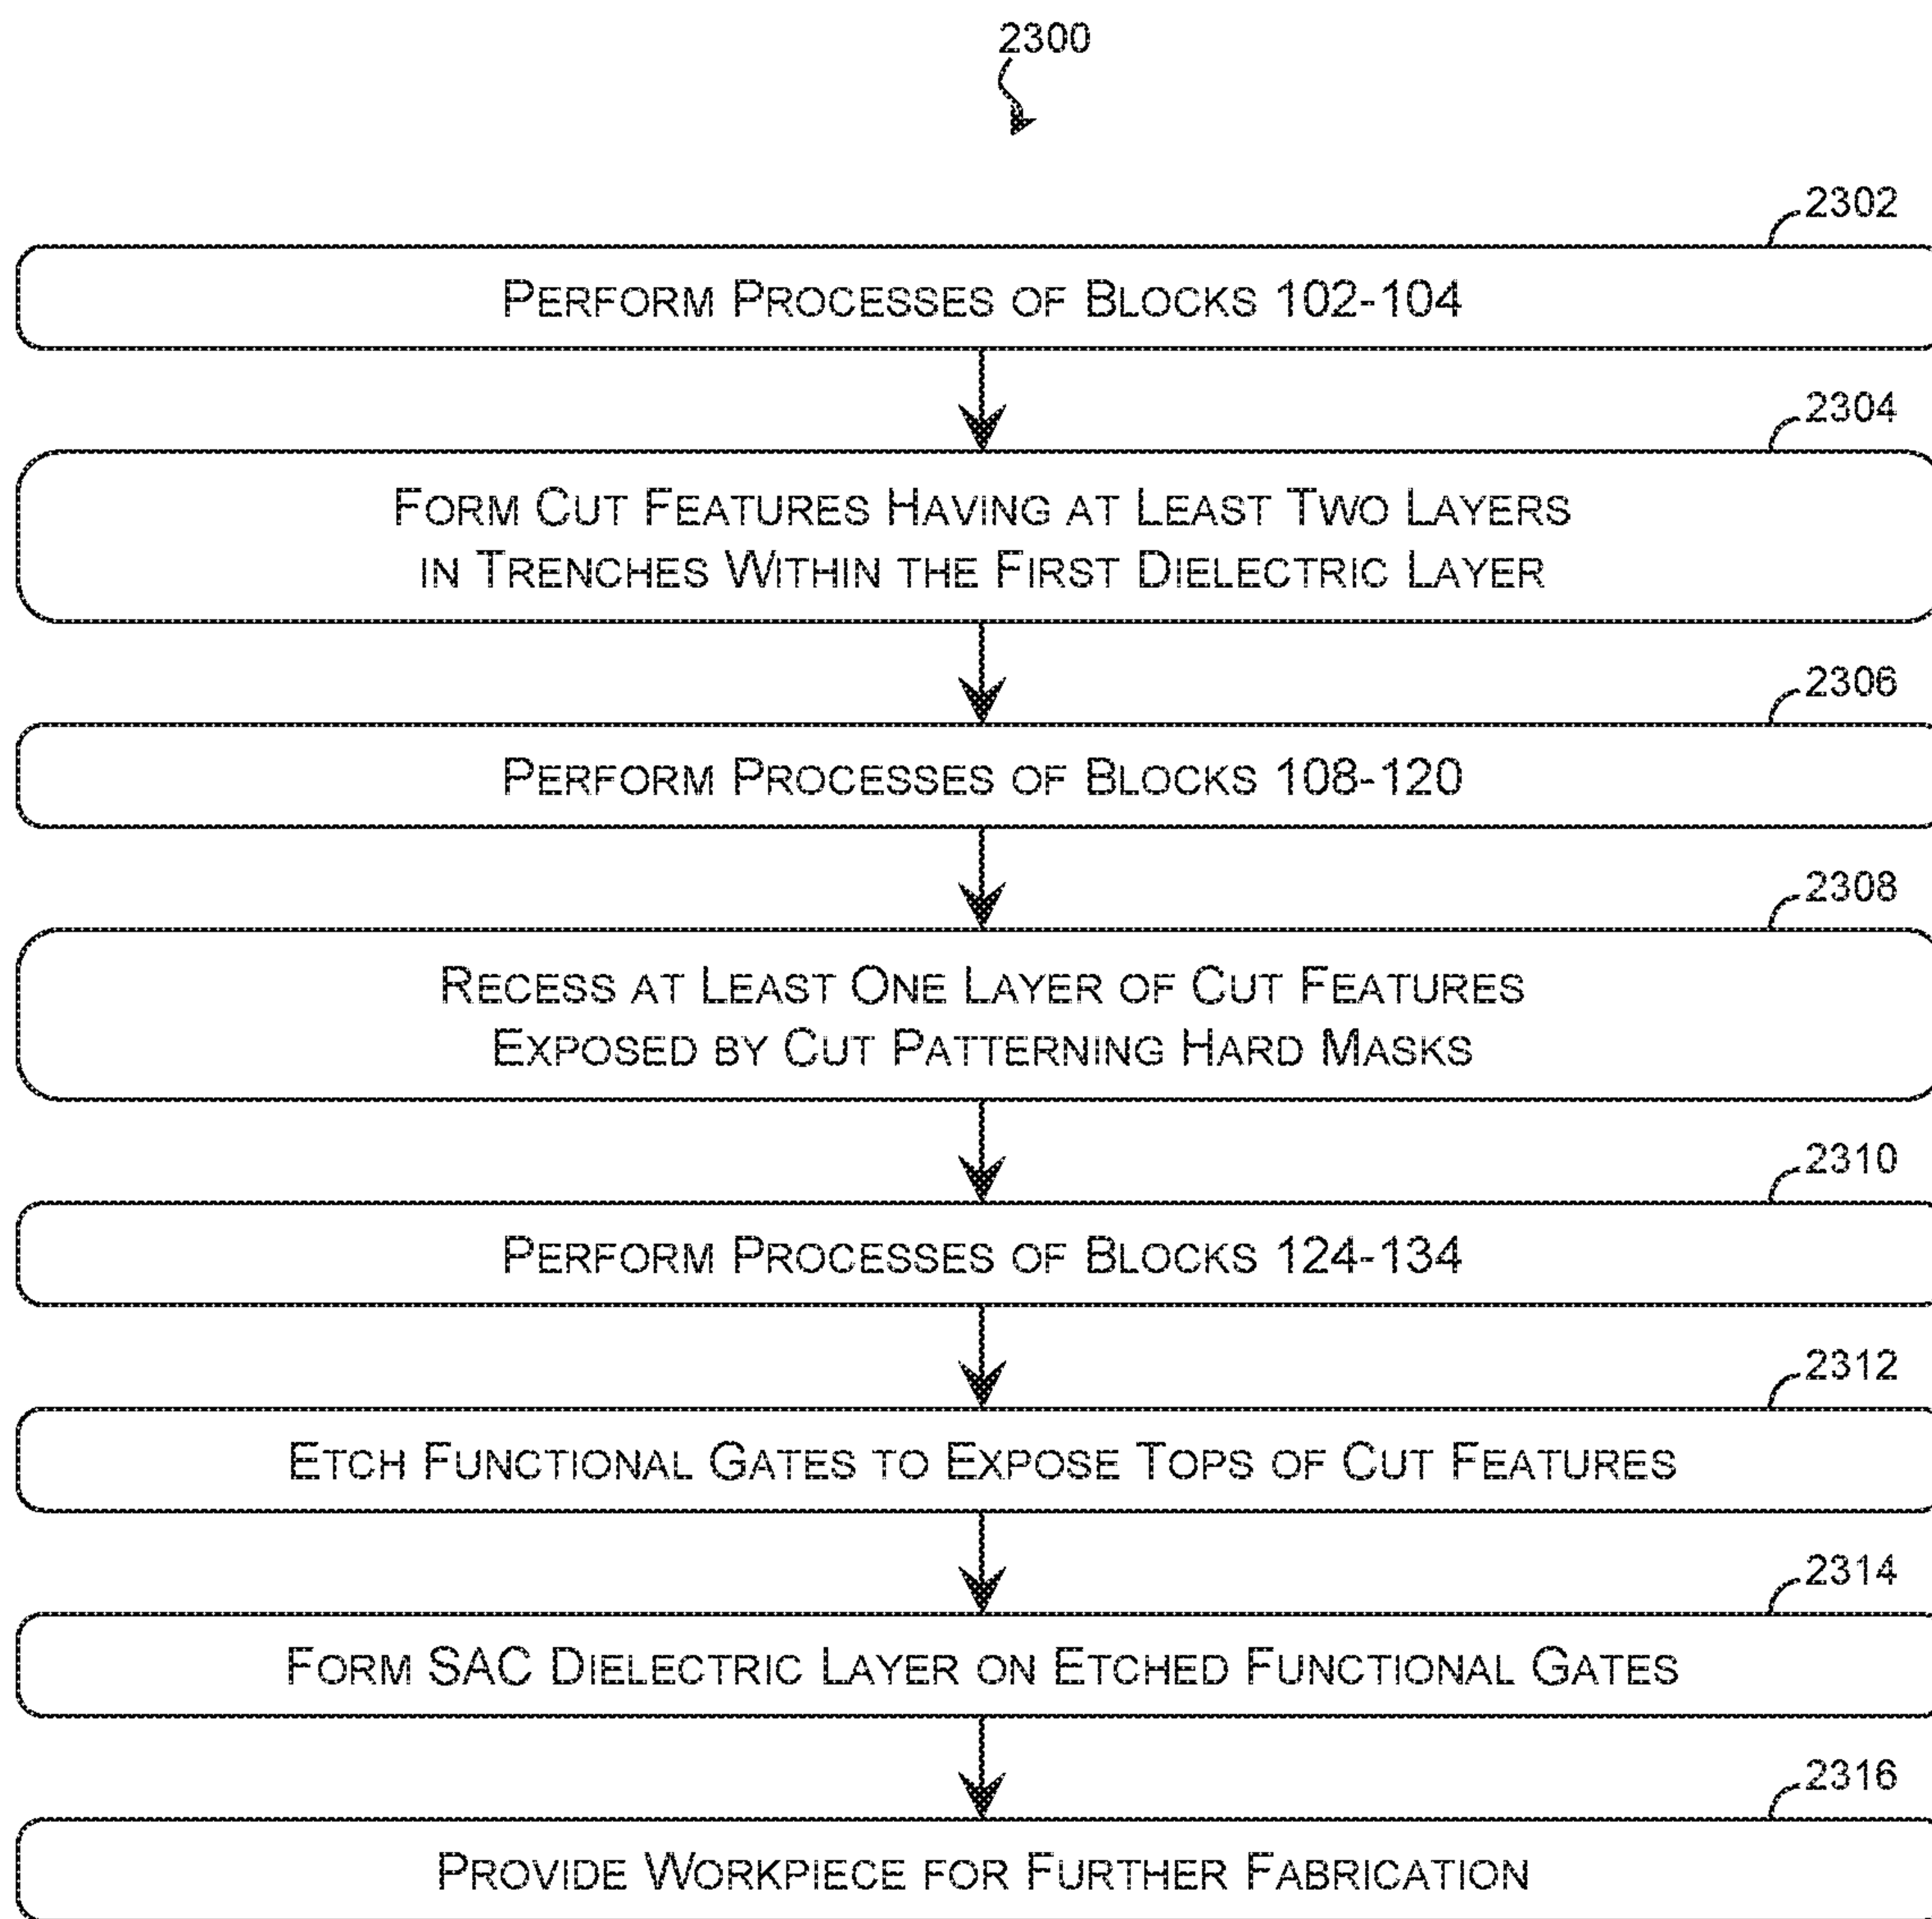 2300
2302
PERFORM PROCESSES OF BLOCKS 102-104
2304
FORM CUT FEATURES HAVING AT LEAST TWO LAYERS
IN TRENCHES WITHIN THE FIRST DIELECTRIC LAYER
2306
PERFORM PROCESSES OF BLOCKS 108-120
2308
RECESS AT LEAST ONE LAYER OF CUT FEATURES
EXPOSED BY CUT PATTERNING HARD MASKS
2310
PERFORM PROCESSES OF BLOCKS 124-134
2312
ETCH FUNCTIONAL GATES TO EXPOSE TOPS OF CUT FEATURES
2314
FORM SAC DIELECTRIC LAYER ON ETCHED FUNCTIONAL GATES
2316
PROVIDE WORKPIECE FOR FURTHER FABRICATION